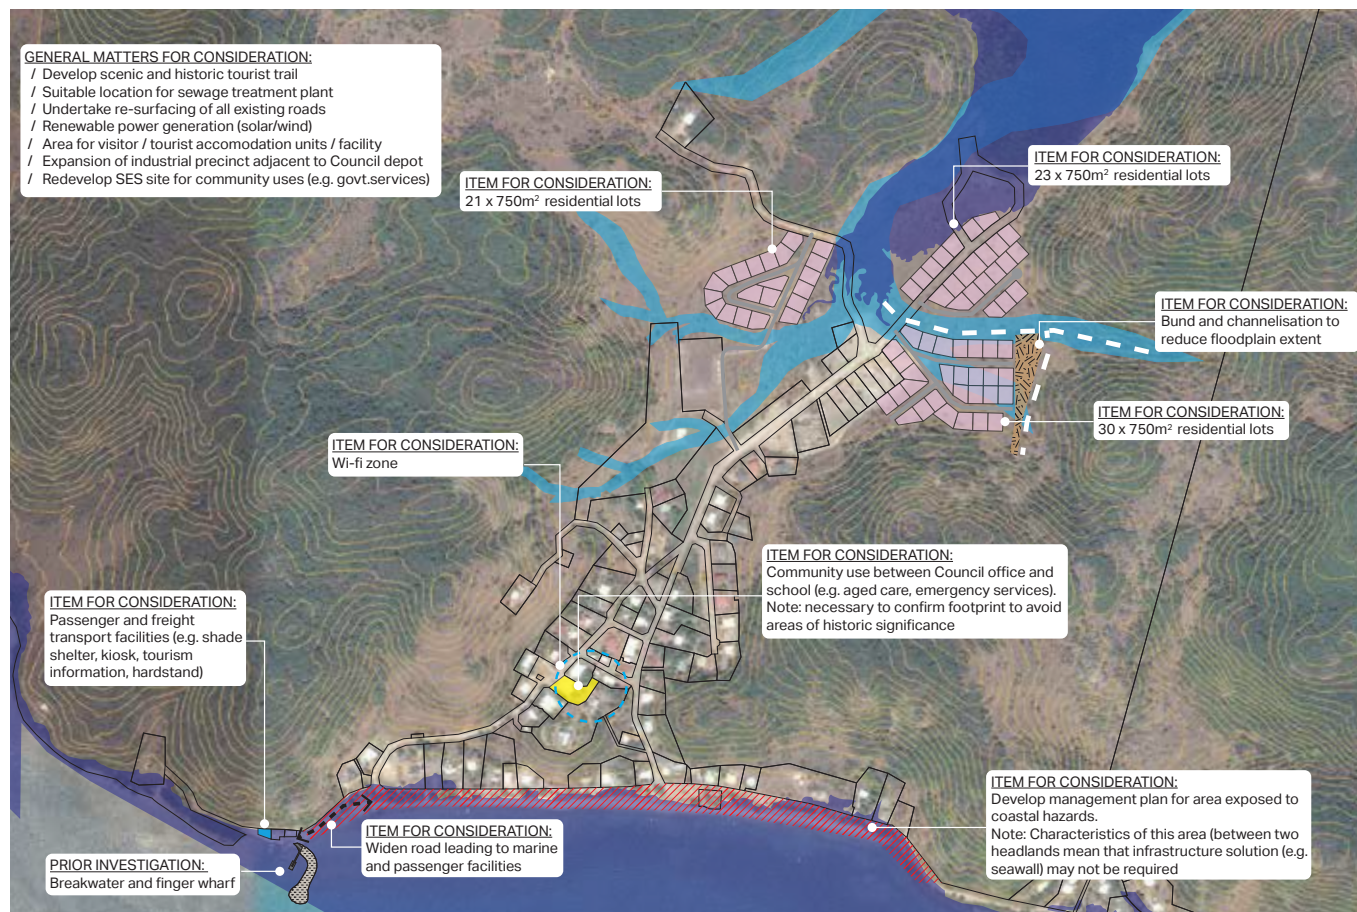 GENERAL MATTERS FOR CONSIDERATION:
/ Develop scenic and historic tourist trail
/ Suitable location for sewage treatment plant
/ Undertake re-surfacing of all existing roads
/ Renewable power generation (solar/wind)
/ Area for visitor / tourist accomodation units / facility
/ Expansion of industrial precinct adjacent to Council depot
/ Redevelop SES site for community uses (e.g. govt.services)
ITEM FOR CONSIDERATION:
21 x 750m² residential lots
ITEM FOR CONSIDERATION:
23 x 750m² residential lots
ITEM FOR CONSIDERATION:
Bund and channelisation to
reduce floodplain extent
ITEM FOR CONSIDERATION:
30 x 750m² residential lots
ITEM FOR CONSIDERATION:
Wi-fi zone
ITEM FOR CONSIDERATION:
Community use between Council office and
school (e.g. aged care, emergency services).
Note: necessary to confirm footprint to avoid
areas of historic significance
ITEM FOR CONSIDERATION:
Passenger and freight
transport facilities (e.g. shade
shelter, kiosk, tourism
information, hardstand)
ITEM FOR CONSIDERATION:
Develop management plan for area exposed to
coastal hazards.
Note: Characteristics of this area (between two
headlands mean that infrastructure solution (e.g.
seawall) may not be required
ITEM FOR CONSIDERATION:
Widen road leading to marine
and passenger facilities
PRIOR INVESTIGATION:
Breakwater and finger wharf